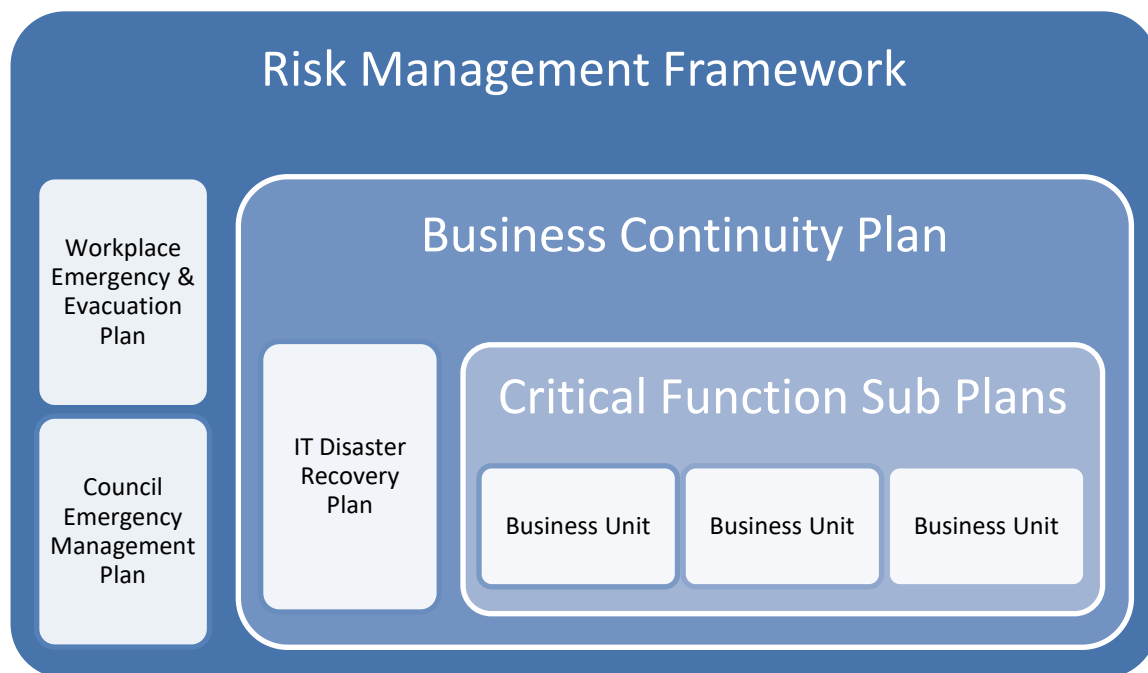 Risk Management Framework
Workplace
Emergency &
Evacuation
Plan
Council
Emergency
Management
Plan
Business Continuity Plan
IT Disaster
Recovery
Plan
Critical Function Sub Plans
Business Unit
Business Unit
Business Unit